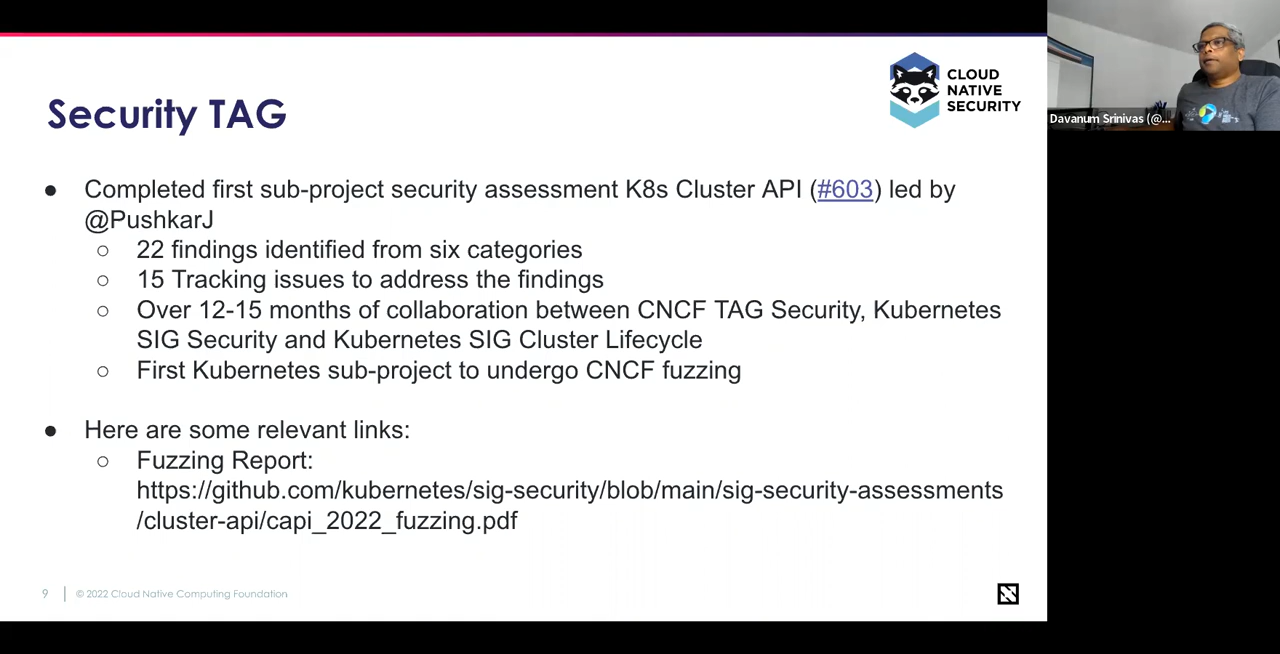 CLOUD
NATIVE
SECURITY
Security TAG
● Completed first sub-project security assessment K8s Cluster API (#603) led by
@PushkarJ
○ 22 findings identified from six categories
○ 15 Tracking issues to address the findings
○ Over 12-15 months of collaboration between CNCF TAG Security, Kubernetes
SIG Security and Kubernetes SIG Cluster Lifecycle
○ First Kubernetes sub-project to undergo CNCF fuzzing
● Here are some relevant links:
○ Fuzzing Report:
https://github.com/kubernetes/sig-security/blob/main/sig-security-assessments
/cluster-api/capi_2022_fuzzing.pdf
9 | © 2022 Cloud Native Computing Foundation
Davanum Srinivas (@...